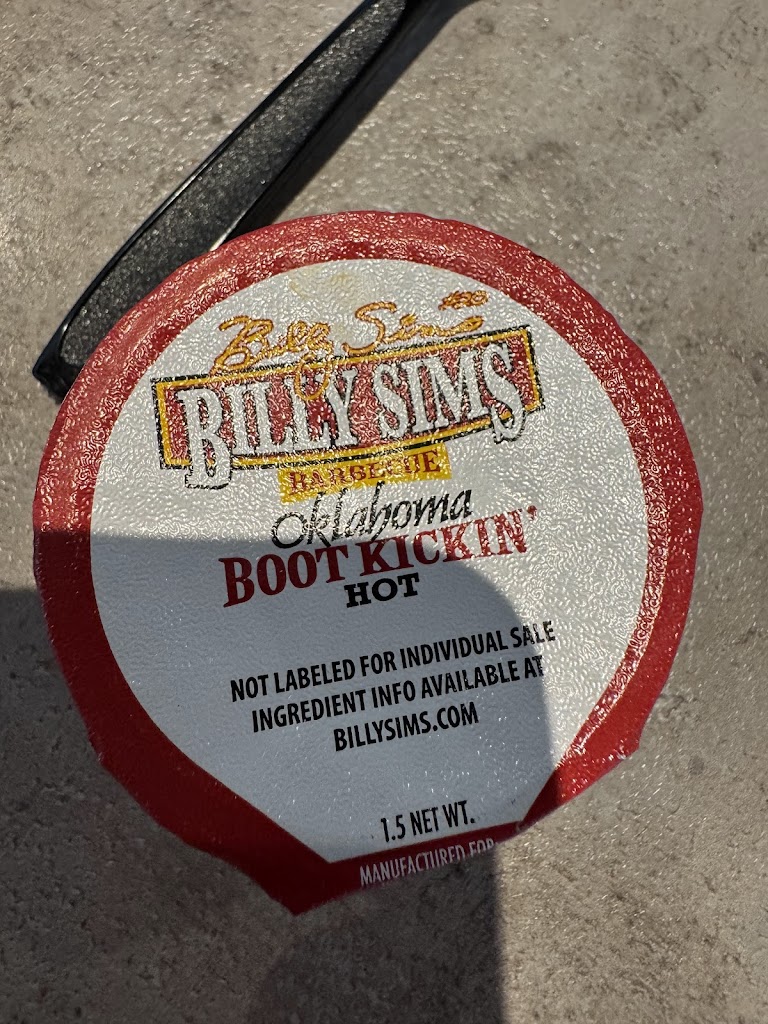 Billy Sims
BILLY SIMS
BARBECUE
Oklahoma
BOOT KICKIN'
HOT
NOT LABELED FOR INDIVIDUAL SALE
INGREDIENT INFO AVAILABLE AT
BILLYSIMS.COM
1.5 NET WT.
MANUFACTURED FOR